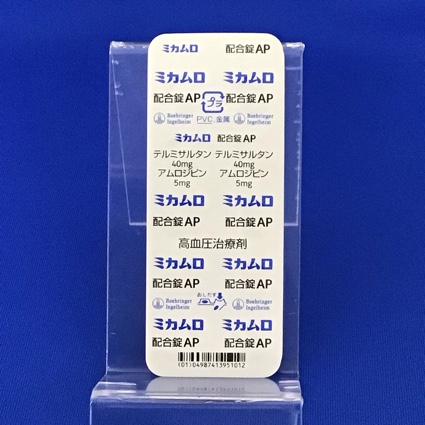 ミカムロ 配合錠AP
ミカムロ ミカムロ
配合錠AP プラ 配合錠AP
Boehringer Ingelheim PVC,金属 Boehringer Ingelheim
ミカムロ 配合錠AP
テルミサルタン テルミサルタン
40mg 40mg
アムロジピン アムロジピン
5mg 5mg
ミカムロ ミカムロ
配合錠AP 配合錠AP
高血圧治療剤
ミカムロ ミカムロ
配合錠AP おしだす 配合錠AP
Boehringer Ingelheim Boehringer Ingelheim
ミカムロ ミカムロ
配合錠AP 配合錠AP
(01)04987413951012